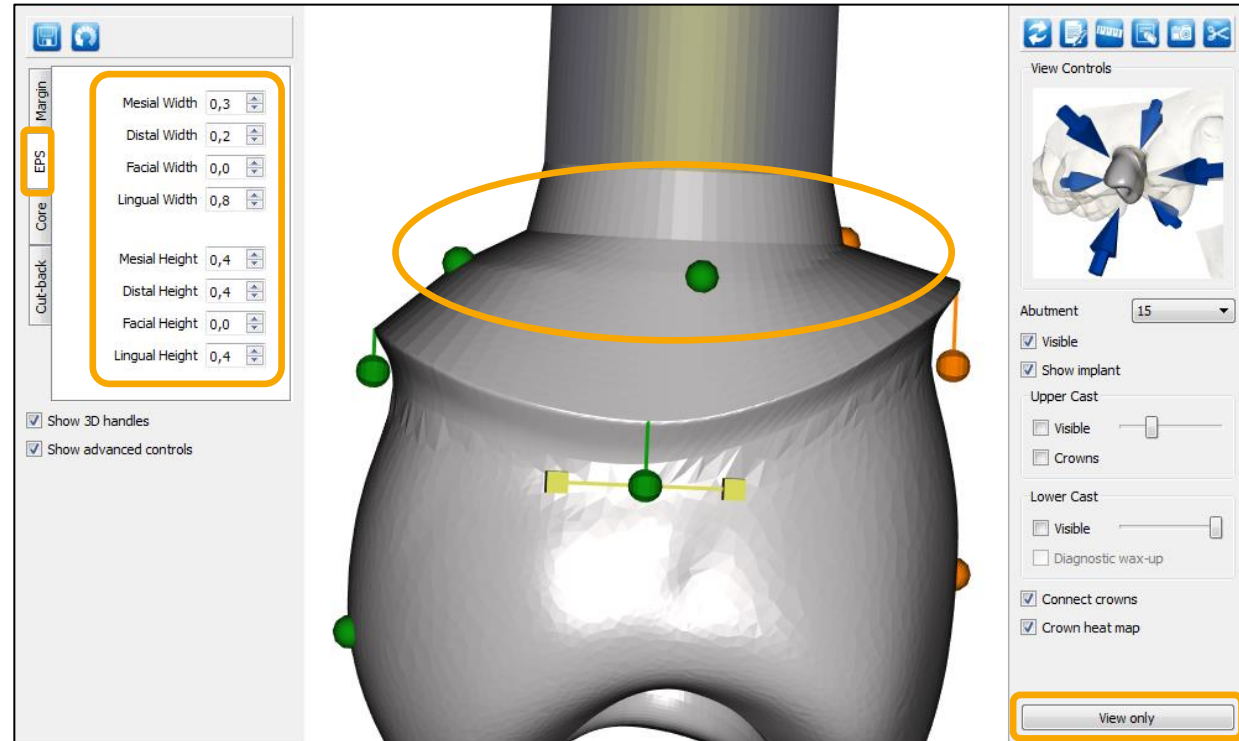 Margin
EPS
Core
Cut-back
Mesial Width 0,3
Distal Width 0,2
Facial Width 0,0
Lingual Width 0,8
Mesial Height 0,4
Distal Height 0,4
Facial Height 0,0
Lingual Height 0,4
Show 3D handles
Show advanced controls
View Controls
Abutment 15
Visible
Show implant
Upper Cast
Visible
Crowns
Lower Cast
Visible
Diagnostic wax-up
Connect crowns
Crown heat map
View only